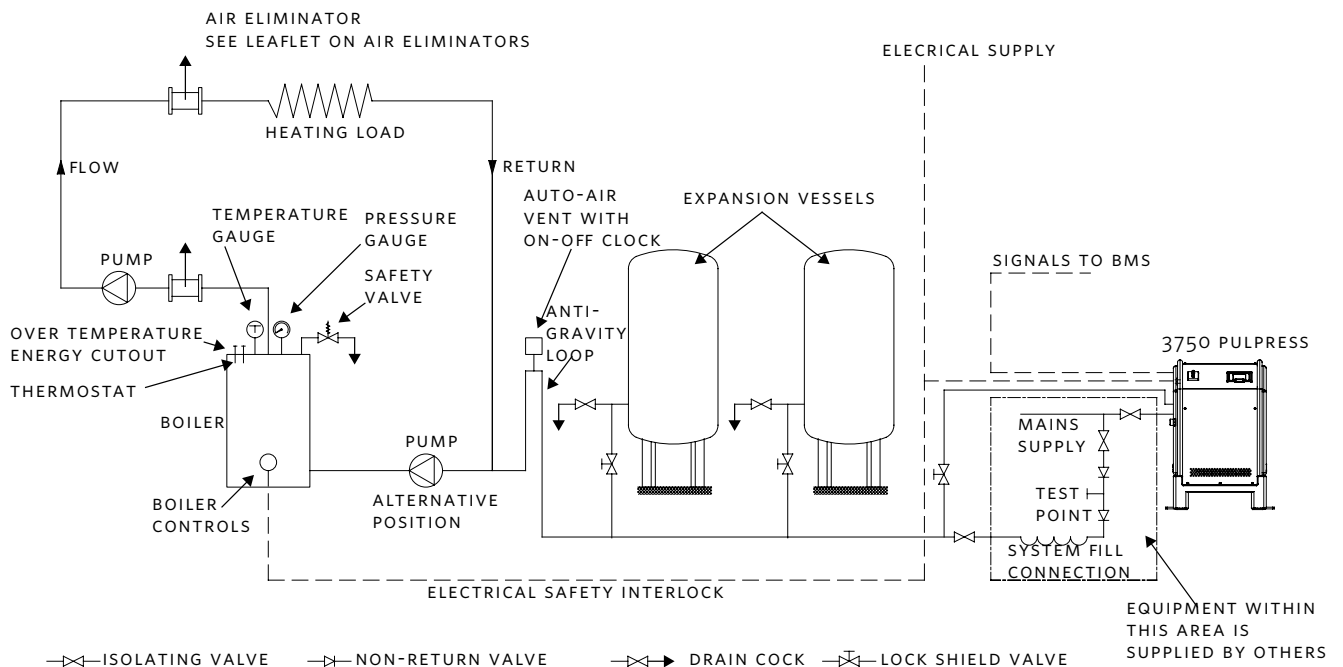 AIR ELIMINATOR
SEE LEAFLET ON AIR ELIMINATORS
ELECRICAL SUPPLY
HEATING LOAD
FLOW
RETURN
TEMPERATURE
GAUGE
PRESSURE
GAUGE
AUTO-AIR
VENT WITH
ON-OFF CLOCK
EXPANSION VESSELS
PUMP
SAFETY
VALVE
SIGNALS TO BMS
ANTI-
GRAVITY
LOOP
OVER TEMPERATURE
ENERGY CUTOUT
THERMOSTAT
3750 PULPRESS
BOILER
MAINS
SUPPLY
PUMP
ALTERNATIVE
POSITION
BOILER
CONTROLS
TEST
POINT
SYSTEM FILL
CONNECTION
ELECTRICAL SAFETY INTERLOCK
EQUIPMENT WITHIN
THIS AREA IS
SUPPLIED BY OTHERS
ISOLATING VALVE
NON-RETURN VALVE
DRAIN COCK
LOCK SHIELD VALVE